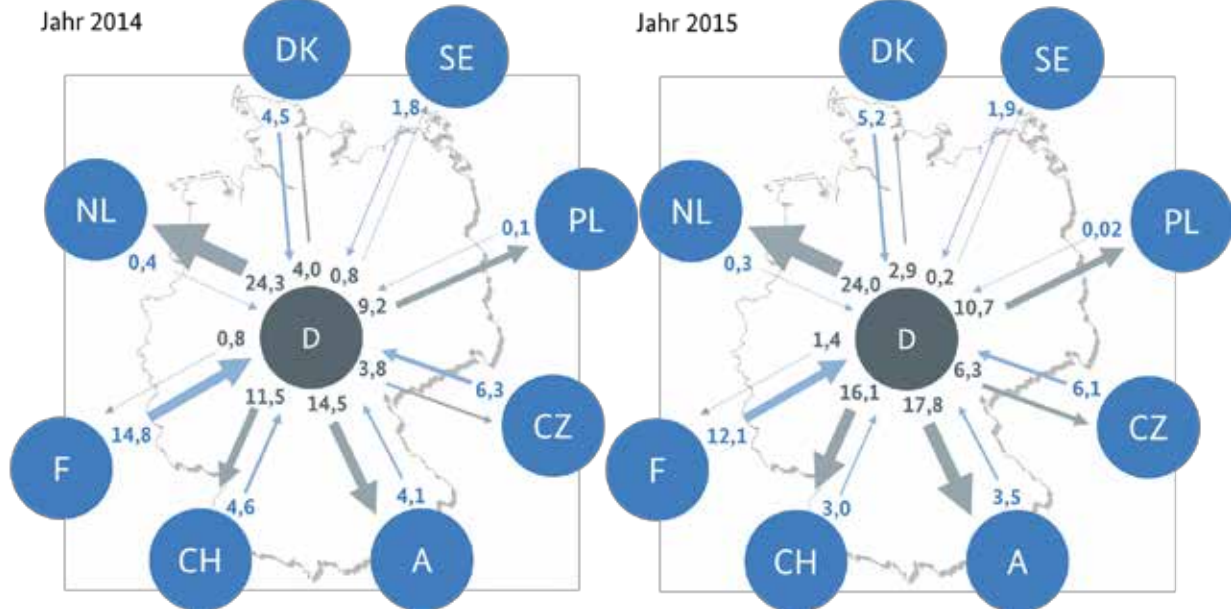 Jahr 2014
DK
SE
4,5
1,8
NL
PL
0,1
0,4
24,3
4,0
0,8
9,2
D
0,8
3,8
11,5
14,5
6,3
CZ
14,8
F
4,6
4,1
CH
A
Jahr 2015
DK
SE
5,2
1,9
NL
PL
0,02
0,3
24,0
2,9
0,2
10,7
D
1,4
6,3
16,1
17,8
6,1
CZ
12,1
F
3,0
3,5
CH
A